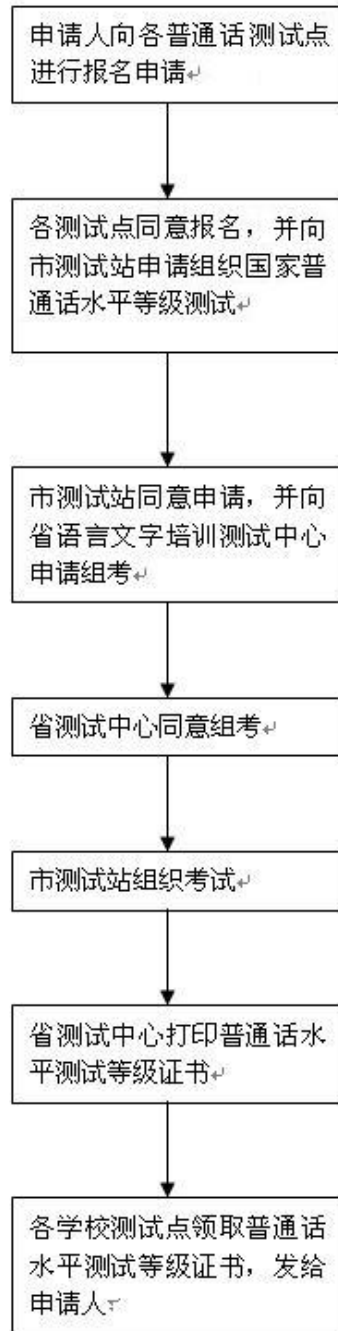 申请人向各普通话测试点
进行报名申请
各测试点同意报名，并向
市测试站申请组织国家普
通话水平等级测试
市测试站同意申请，并向
省语言文字培训测试中心
申请组考
省测试中心同意组考
市测试站组织考试
省测试中心打印普通话水
平测试等级证书
各学校测试点领取普通话
水平测试等级证书，发给
申请人